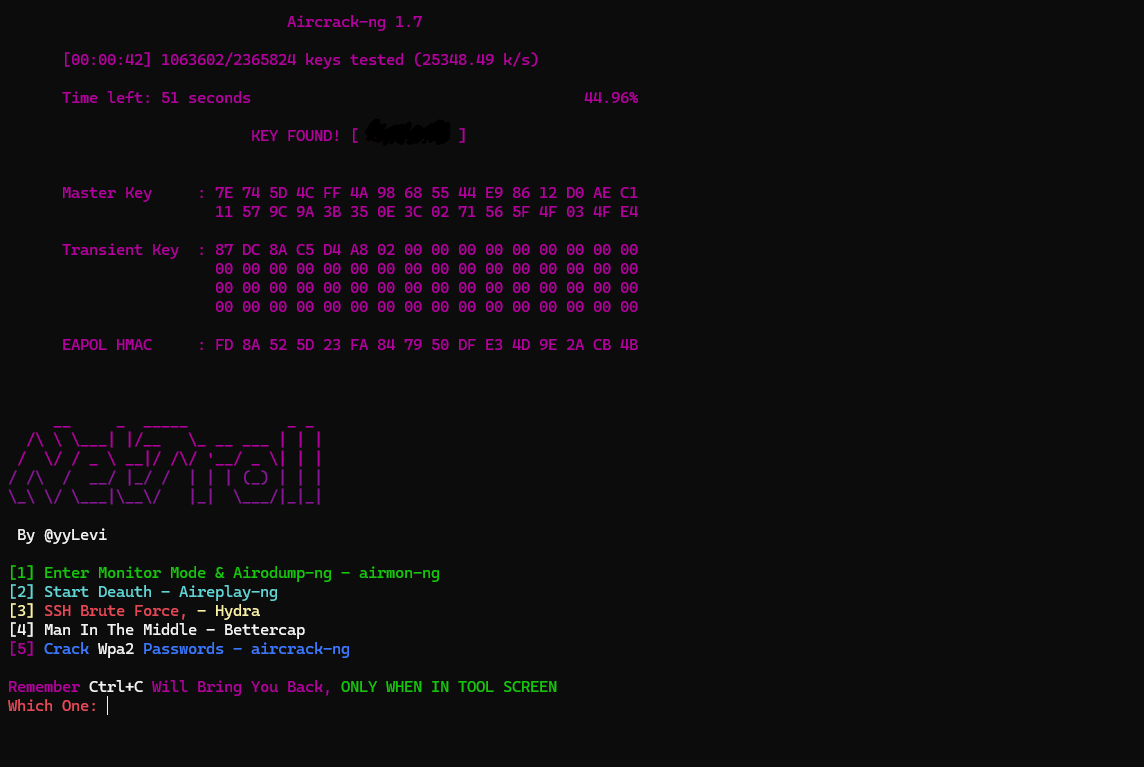 Aircrack-ng 1.7
[00:00:42] 1063602/2365824 keys tested (25348.49 k/s)
Time left: 51 seconds 44.96%
KEY FOUND! [ ]
Master Key : 7E 74 5D 4C FF 4A 98 68 55 44 E9 86 12 D0 AE C1
11 57 9C 9A 3B 35 0E 3C 02 71 56 5F 4F 03 4F E4
Transient Key : 87 DC 8A C5 D4 A8 02 00 00 00 00 00 00 00 00 00
00 00 00 00 00 00 00 00 00 00 00 00 00 00 00 00
00 00 00 00 00 00 00 00 00 00 00 00 00 00 00 00
00 00 00 00 00 00 00 00 00 00 00 00 00 00 00 00
EAPOL HMAC : FD 8A 52 5D 23 FA 84 79 50 DF E3 4D 9E 2A CB 4B
NetTroll
By @yyLevi
[1] Enter Monitor Mode & Airodump-ng - airmon-ng
[2] Start Deauth - Aireplay-ng
[3] SSH Brute Force, - Hydra
[4] Man In The Middle - Bettercap
[5] Crack Wpa2 Passwords - aircrack-ng
Remember Ctrl+C Will Bring You Back, ONLY WHEN IN TOOL SCREEN
Which One: